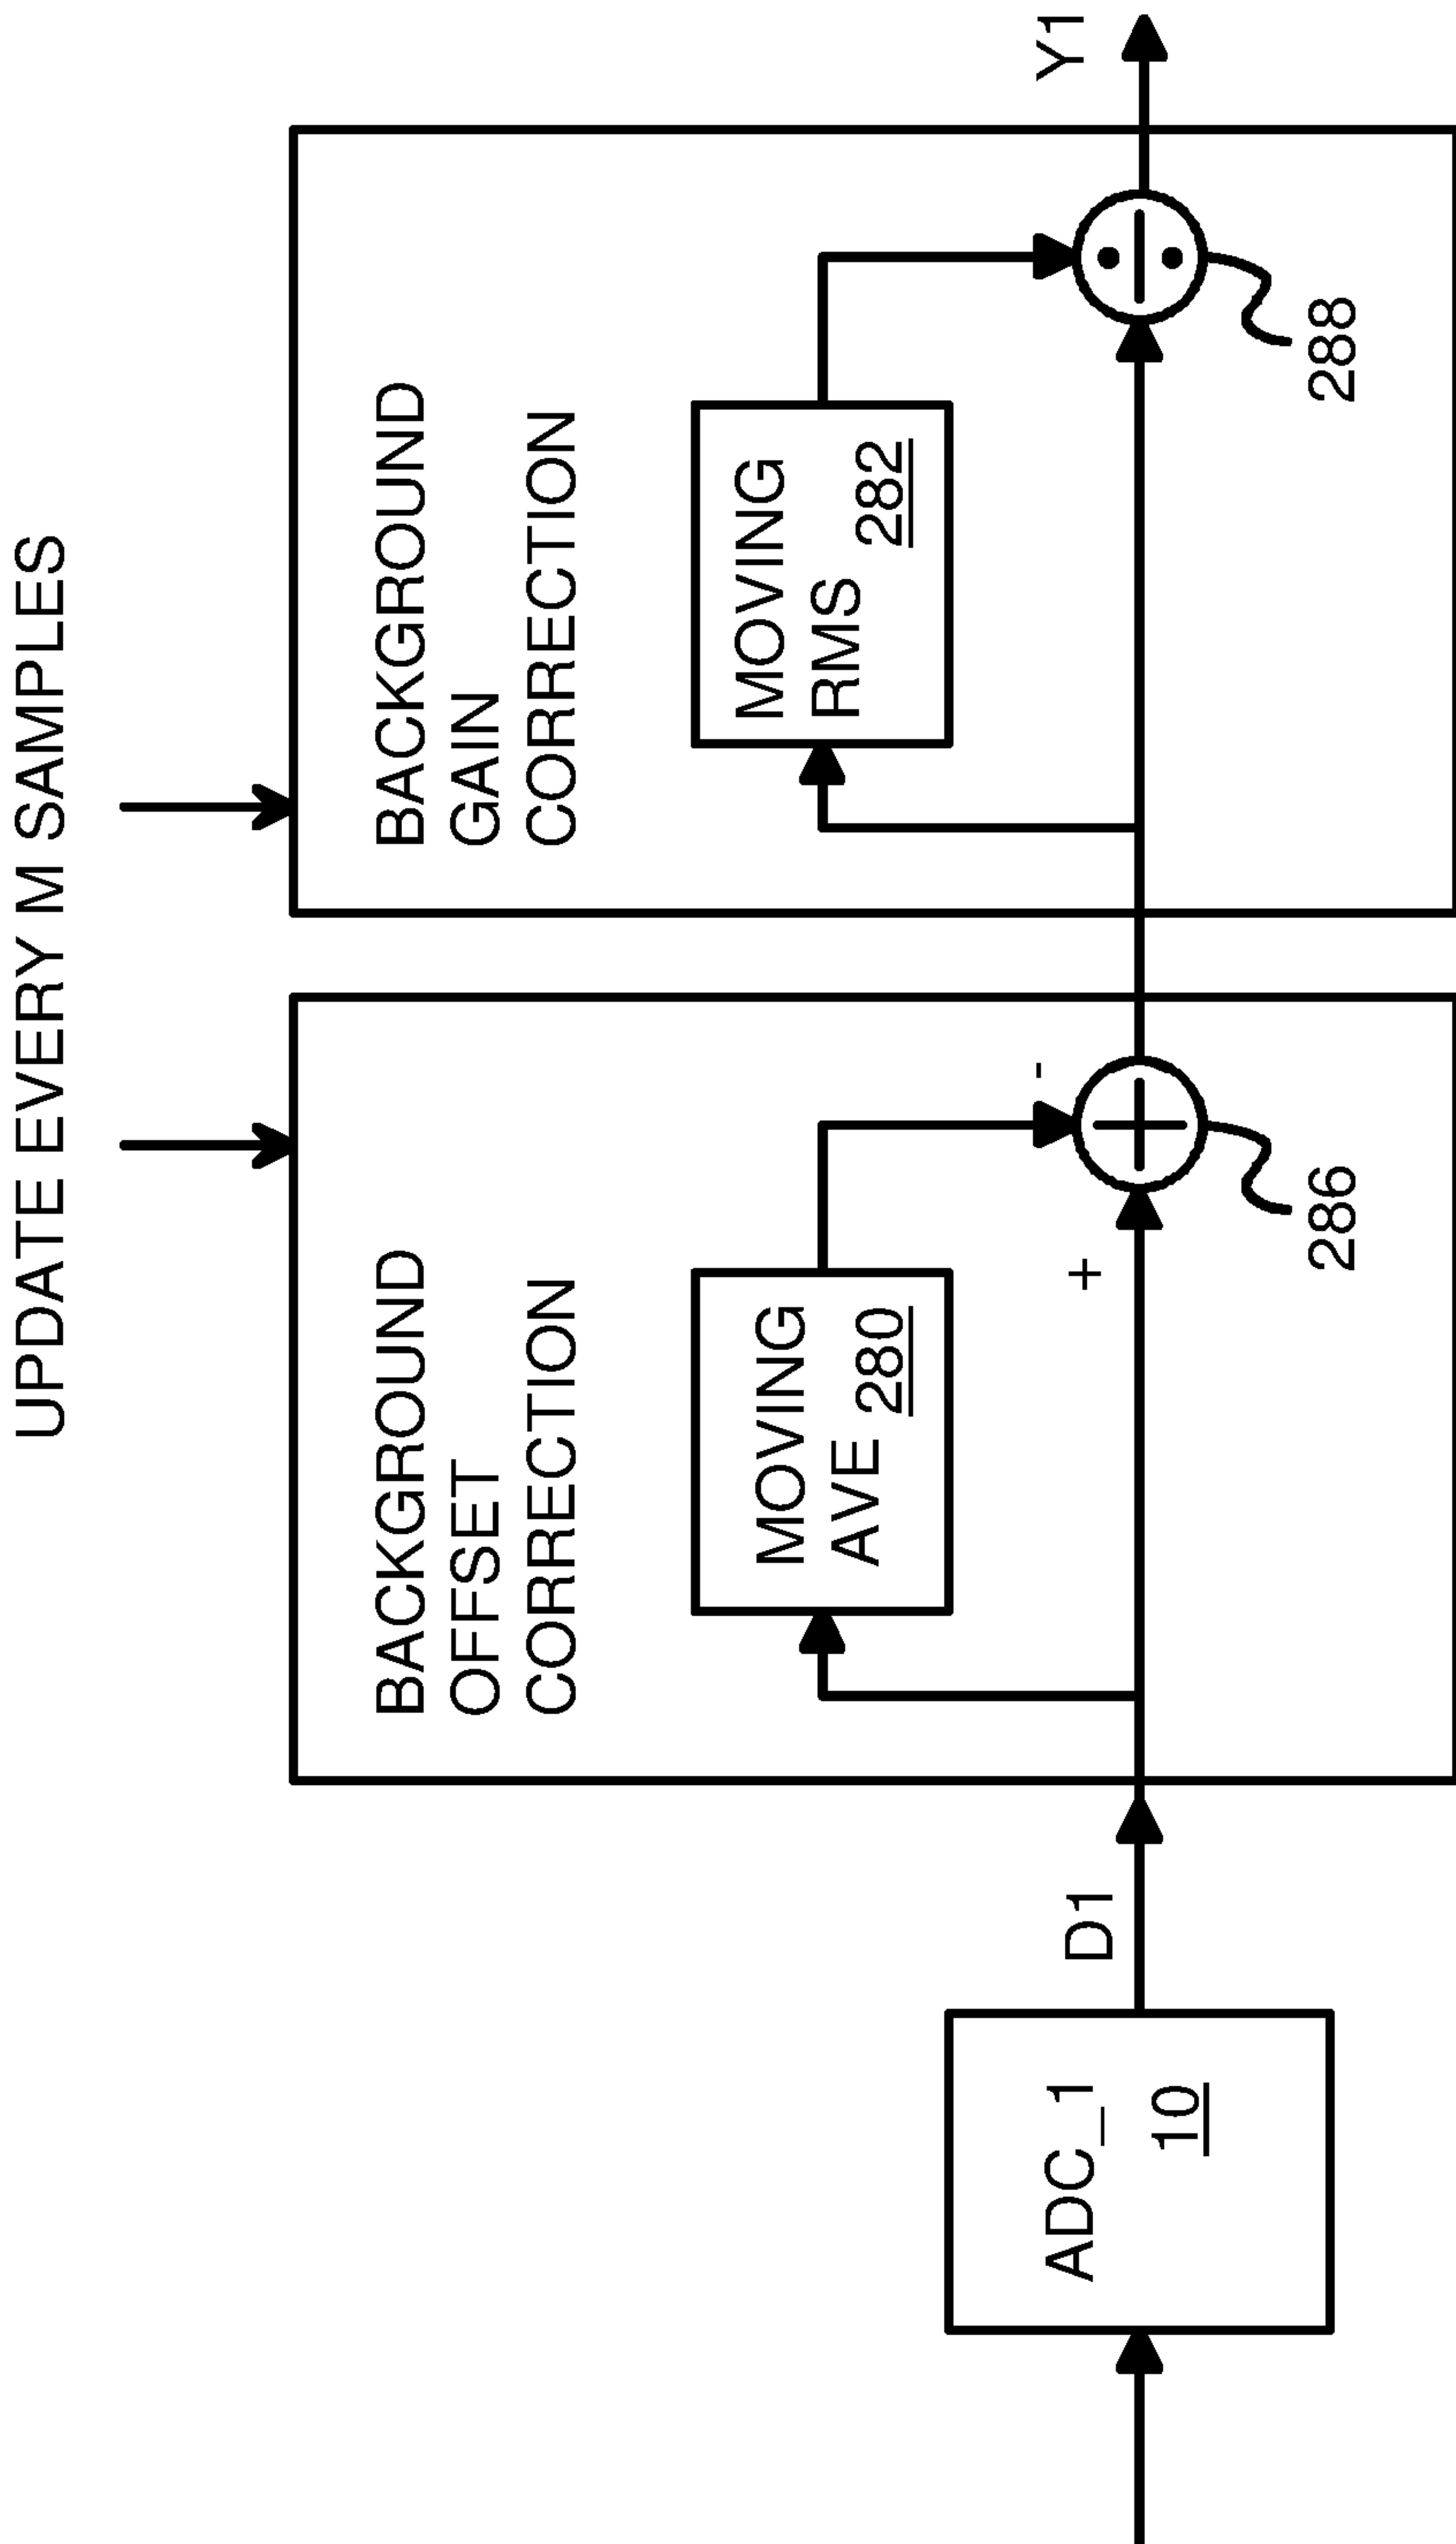 UPDATE EVERY M SAMPLES
BACKGROUND
OFFSET
CORRECTION
BACKGROUND
GAIN
CORRECTION
MOVING
AVE 280
MOVING
RMS 282
ADC_1
10
D1
+
-
286
288
Y1